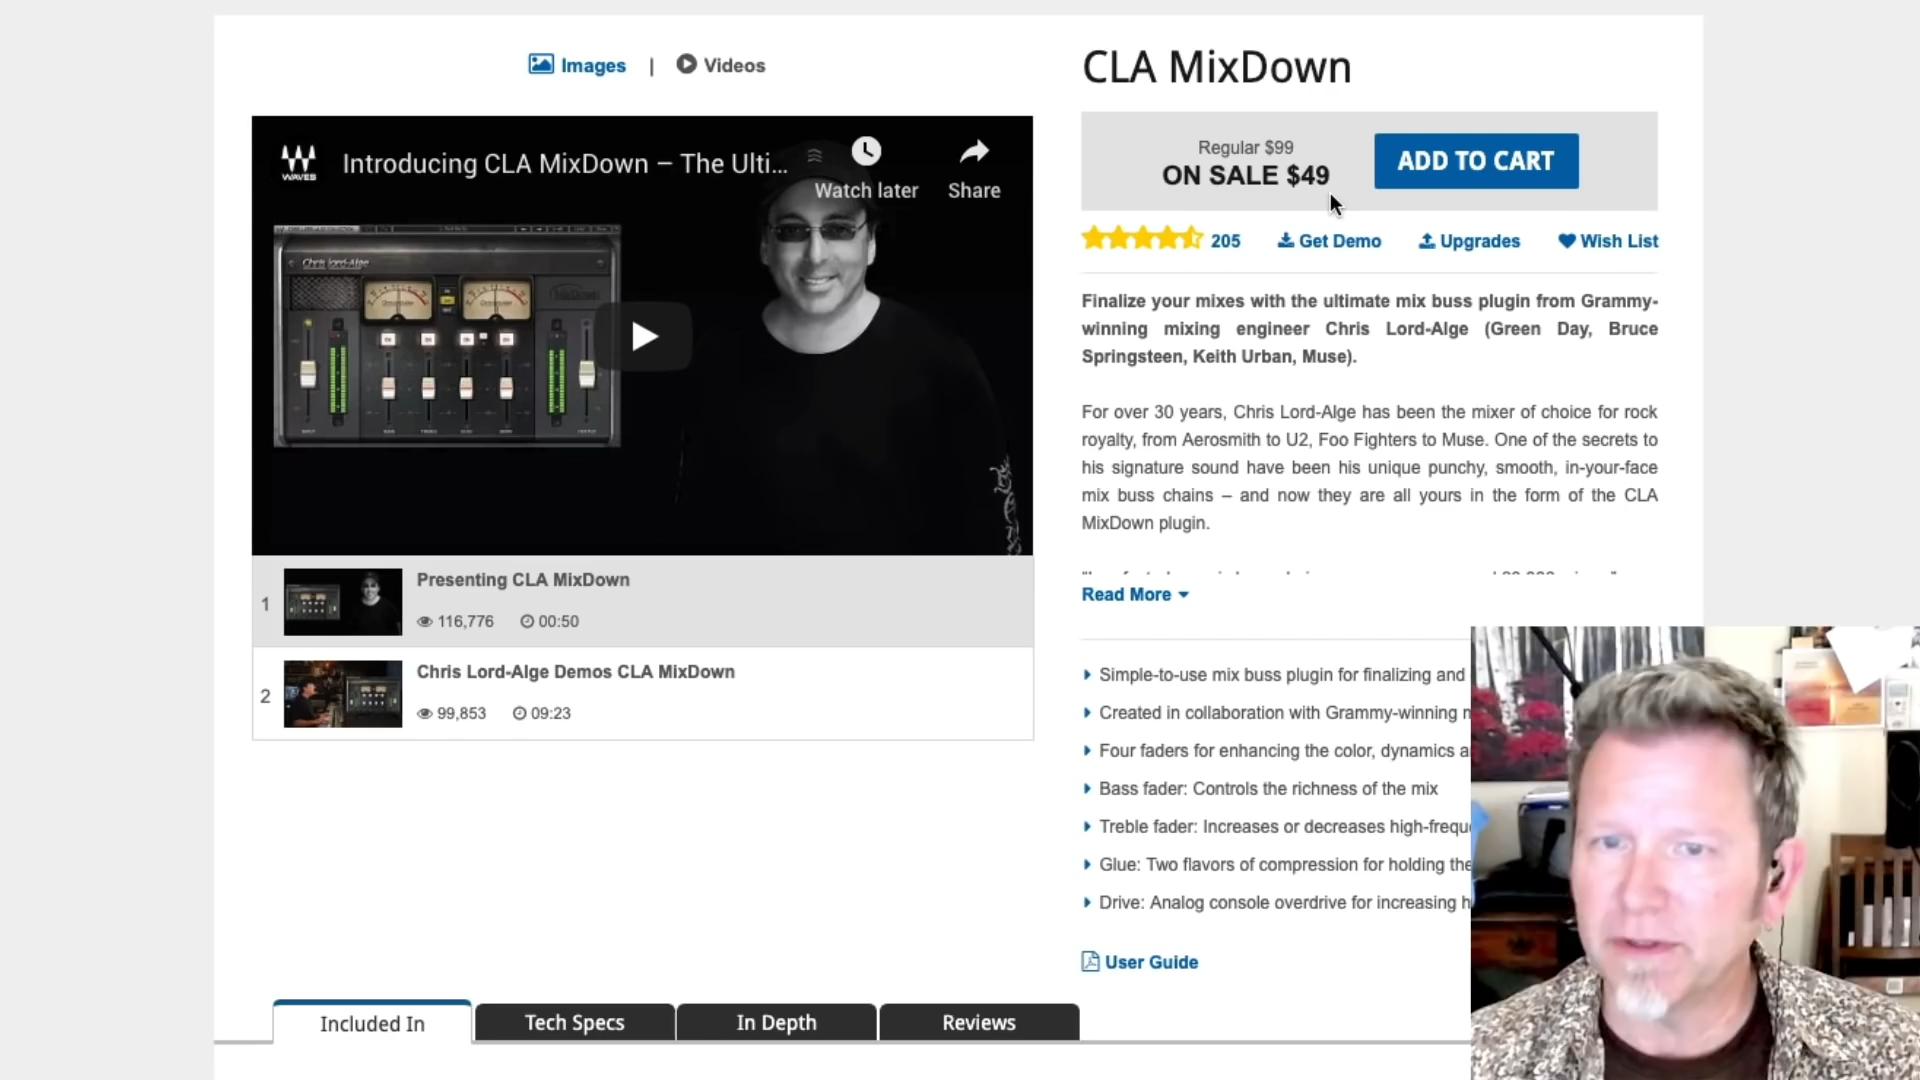 Images | Videos
CLA MixDown
Regular $99
ON SALE $49
ADD TO CART
205
Get Demo
Upgrades
Wish List
WAVES
Introducing CLA MixDown – The Ulti...
Watch later
Share
Chris Lord-Alge
Finalize your mixes with the ultimate mix buss plugin from Grammy-
winning mixing engineer Chris Lord-Alge (Green Day, Bruce
Springsteen, Keith Urban, Muse).
For over 30 years, Chris Lord-Alge has been the mixer of choice for rock
royalty, from Aerosmith to U2, Foo Fighters to Muse. One of the secrets to
his signature sound have been his unique punchy, smooth, in-your-face
mix buss chains – and now they are all yours in the form of the CLA
MixDown plugin.
Read More
1
Presenting CLA MixDown
116,776
00:50
2
Chris Lord-Alge Demos CLA MixDown
99,853
09:23
Simple-to-use mix buss plugin for finalizing and
Created in collaboration with Grammy-winning
Four faders for enhancing the color, dynamics
Bass fader: Controls the richness of the mix
Treble fader: Increases or decreases high-frequ
Glue: Two flavors of compression for holding the
Drive: Analog console overdrive for increasing
User Guide
Included In
Tech Specs
In Depth
Reviews